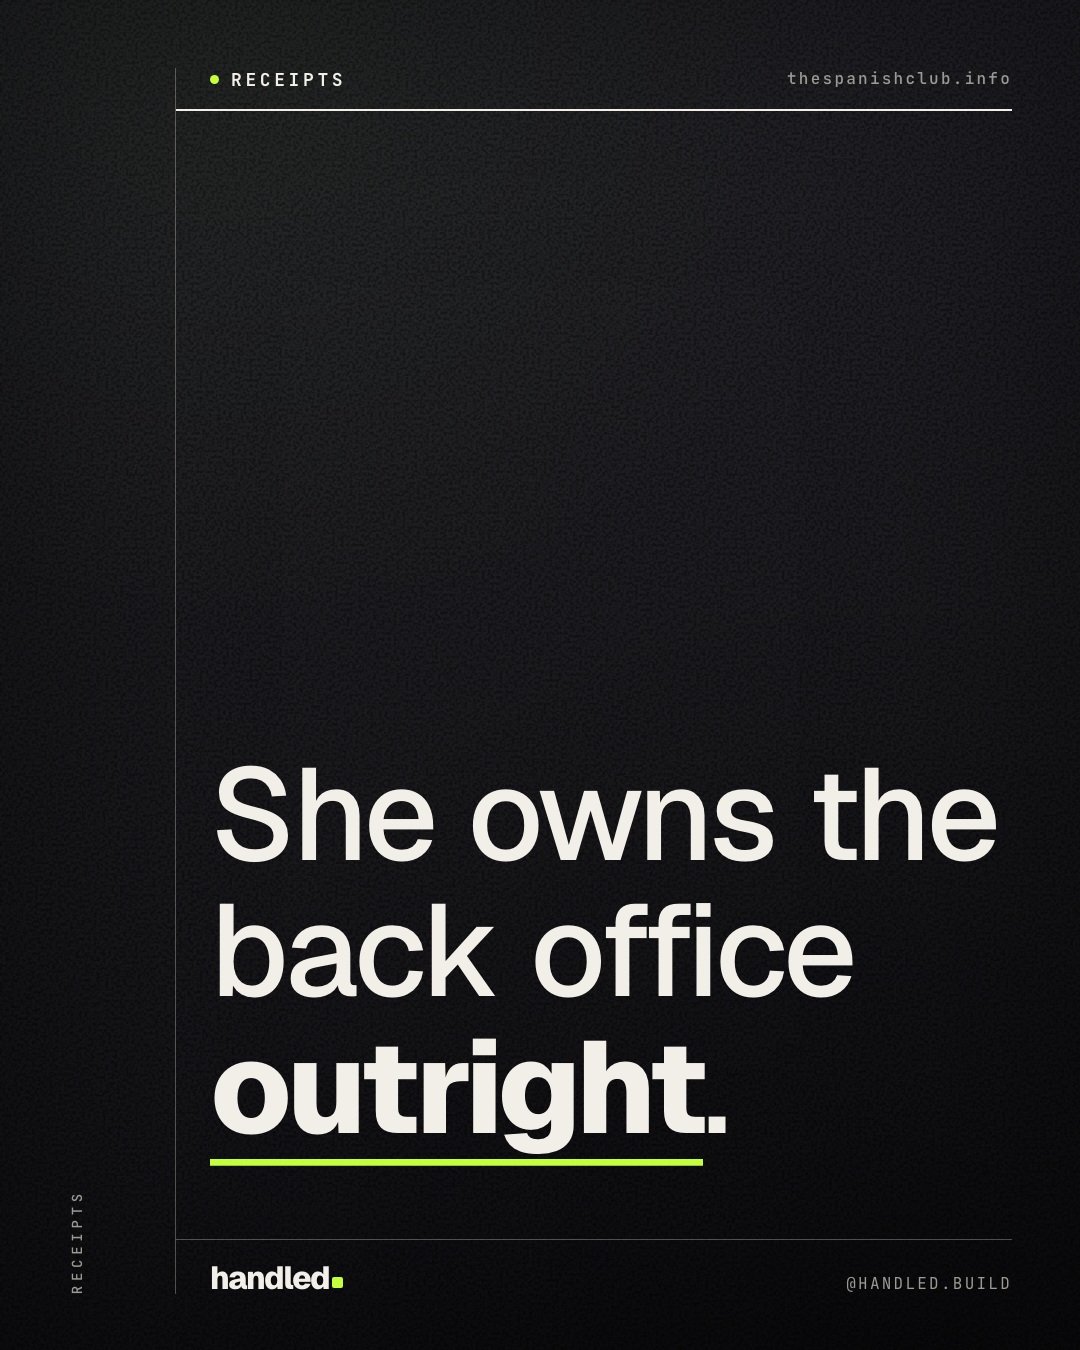 RECEIPTS
thespanishclub.info
She owns the
back office
outright.
RECEIPTS
handled
@HANDLED.BUILD